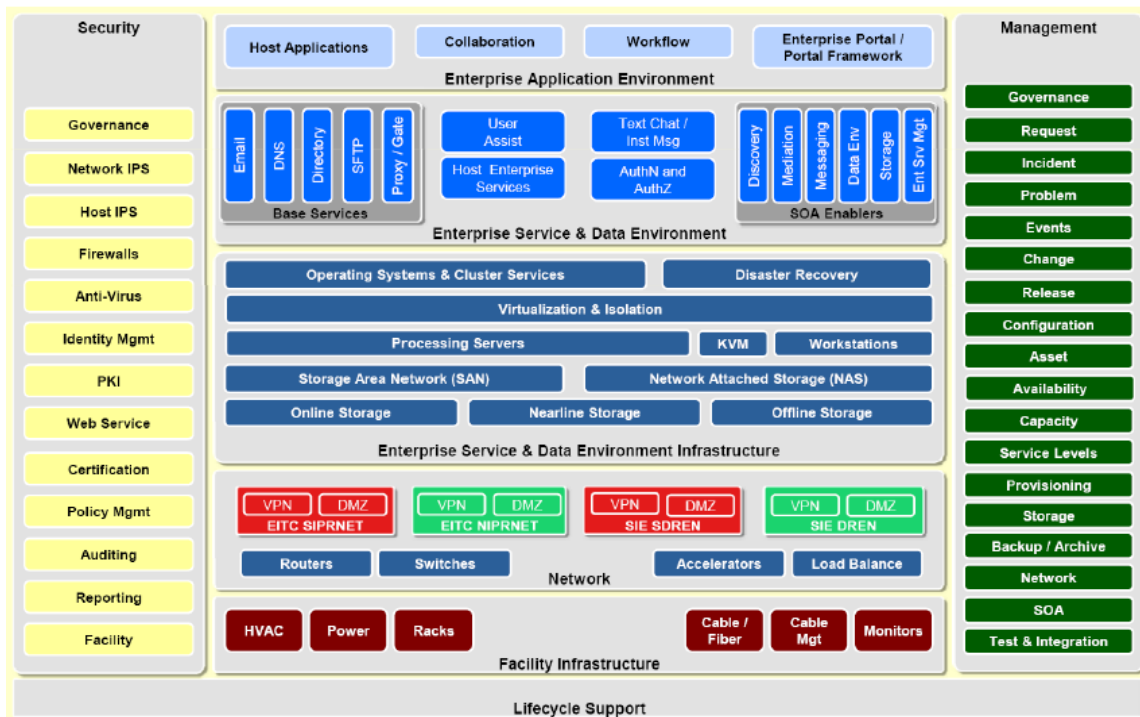 Security
Governance
Network IPS
Host IPS
Firewalls
Anti-Virus
Identity Mgmt
PKI
Web Service
Certification
Policy Mgmt
Auditing
Reporting
Facility
Host Applications
Collaboration
Workflow
Enterprise Portal /
Portal Framework
Enterprise Application Environment
Email
DNS
Directory
SFTP
Proxy / Gate
Base Services
User
Assist
Text Chat /
Inst Msg
Host Enterprise
Services
AuthN and
AuthZ
Discovery
Mediation
Messaging
Data Env
Storage
Ent Srv Mgt
SOA Enablers
Enterprise Service & Data Environment
Operating Systems & Cluster Services
Disaster Recovery
Virtualization & Isolation
Processing Servers
KVM
Workstations
Storage Area Network (SAN)
Network Attached Storage (NAS)
Online Storage
Nearline Storage
Offline Storage
Enterprise Service & Data Environment Infrastructure
VPN
DMZ
EITC SIPRNET
VPN
DMZ
EITC NIPRNET
VPN
DMZ
SIE SDREN
VPN
DMZ
SIE DREN
Routers
Switches
Accelerators
Load Balance
Network
HVAC
Power
Racks
Cable /
Fiber
Cable
Mgt
Monitors
Facility Infrastructure
Management
Governance
Request
Incident
Problem
Events
Change
Release
Configuration
Asset
Availability
Capacity
Service Levels
Provisioning
Storage
Backup / Archive
Network
SOA
Test & Integration
Lifecycle Support